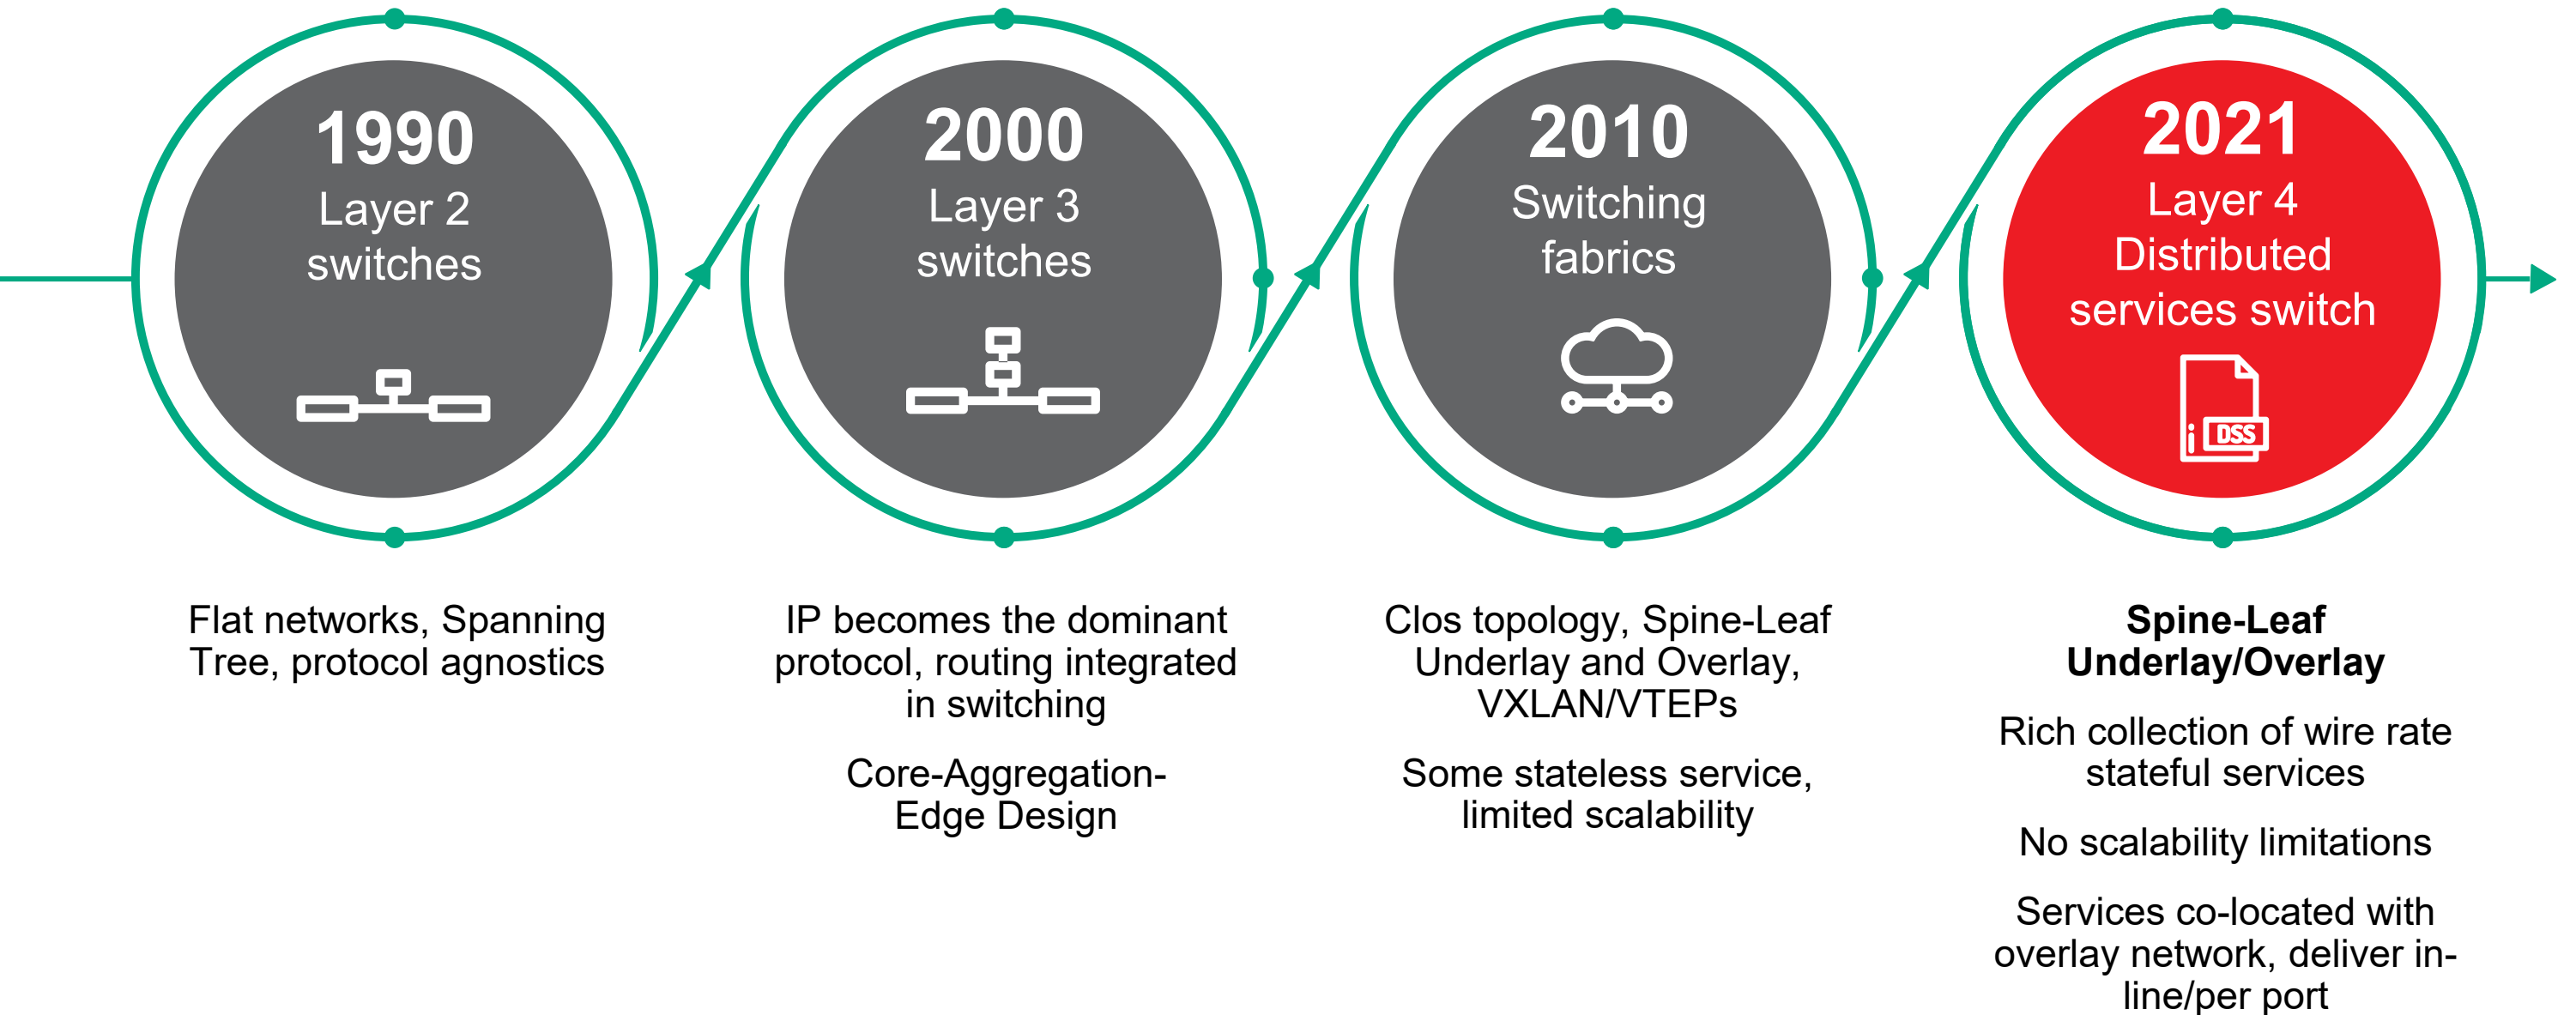 1990
Layer 2
switches
2000
Layer 3
switches
2010
Switching
fabrics
2021
Layer 4
Distributed
services switch
i DSS
Flat networks, Spanning
Tree, protocol agnostics
IP becomes the dominant
protocol, routing integrated
in switching
Core-Aggregation-
Edge Design
Clos topology, Spine-Leaf
Underlay and Overlay,
VXLAN/VTEPs
Some stateless service,
limited scalability
Spine-Leaf
Underlay/Overlay
Rich collection of wire rate
stateful services
No scalability limitations
Services co-located with
overlay network, deliver in-
line/per port